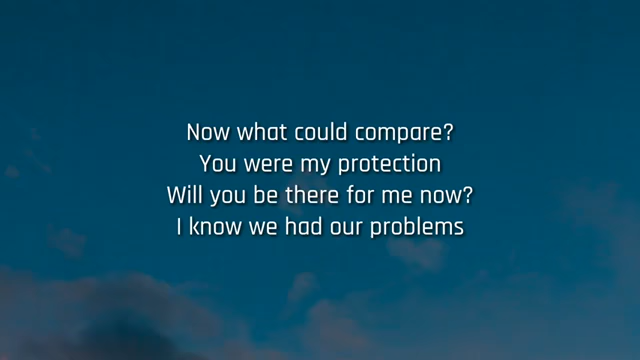 Now what could compare?
You were my protection
Will you be there for me now?
I know we had our problems